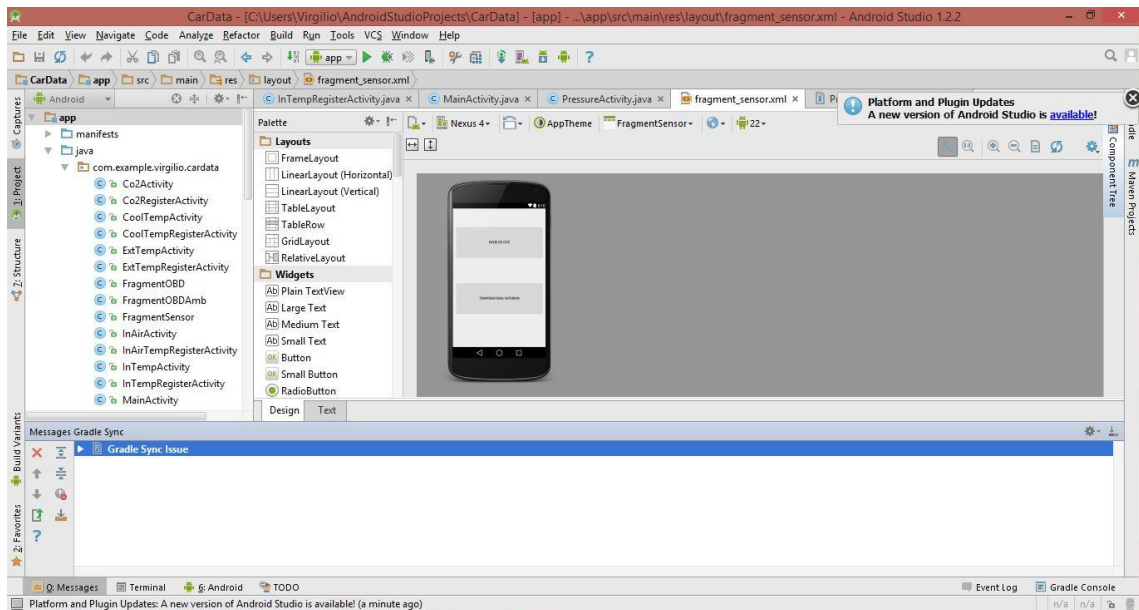 CarData - [C:\Users\Virgilio\AndroidStudioProjects\CarData] - [app] - ...\app\src\main\res\layout\fragment_sensor.xml - Android Studio 1.2.2
File Edit View Navigate Code Analyze Refactor Build Run Tools VCS Window Help
app
CarData app src main res layout fragment_sensor.xml
Android
InTempRegisterActivity.java MainActivity.java PressureActivity.java fragment_sensor.xml
Platform and Plugin Updates
A new version of Android Studio is available!
Captures
1: Project
7: Structure
Build Variants
2: Favorites
app
manifests
java
com.example.virgilio.cardata
Co2Activity
Co2RegisterActivity
CoolTempActivity
CoolTempRegisterActivity
ExtTempActivity
ExtTempRegisterActivity
FragmentOBD
FragmentOBDAmb
FragmentSensor
InAirActivity
InAirTempRegisterActivity
InTempActivity
InTempRegisterActivity
MainActivity
Palette
Layouts
FrameLayout
LinearLayout (Horizontal)
LinearLayout (Vertical)
TableLayout
TableRow
GridLayout
RelativeLayout
Widgets
Ab Plain TextView
Ab Large Text
Ab Medium Text
Ab Small Text
OK Button
OK Small Button
RadioButton
Design Text
Nexus 4 AppTheme FragmentSensor 22
Component Tree
Maven Projects
Messages Gradle Sync
Gradle Sync Issue
0: Messages Terminal 6: Android TODO Event Log Gradle Console
Platform and Plugin Updates: A new version of Android Studio is available! (a minute ago) n/a n/a